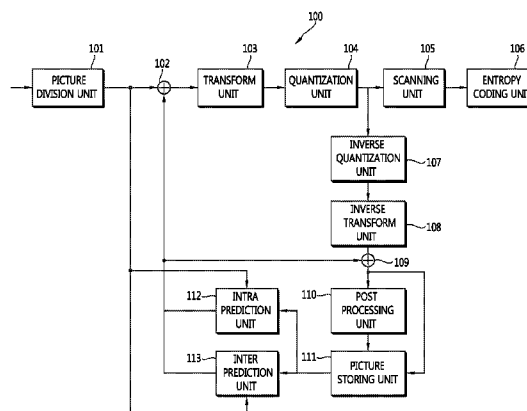 100
101
102
103
104
105
106
PICTURE
DIVISION UNIT
TRANSFORM
UNIT
QUANTIZATION
UNIT
SCANNING
UNIT
ENTROPY
CODING UNIT
INVERSE
QUANTIZATION
UNIT
107
INVERSE
TRANSFORM
UNIT
108
109
112
INTRA
PREDICTION
UNIT
110
POST
PROCESSING
UNIT
113
INTER
PREDICTION
UNIT
111
PICTURE
STORING UNIT